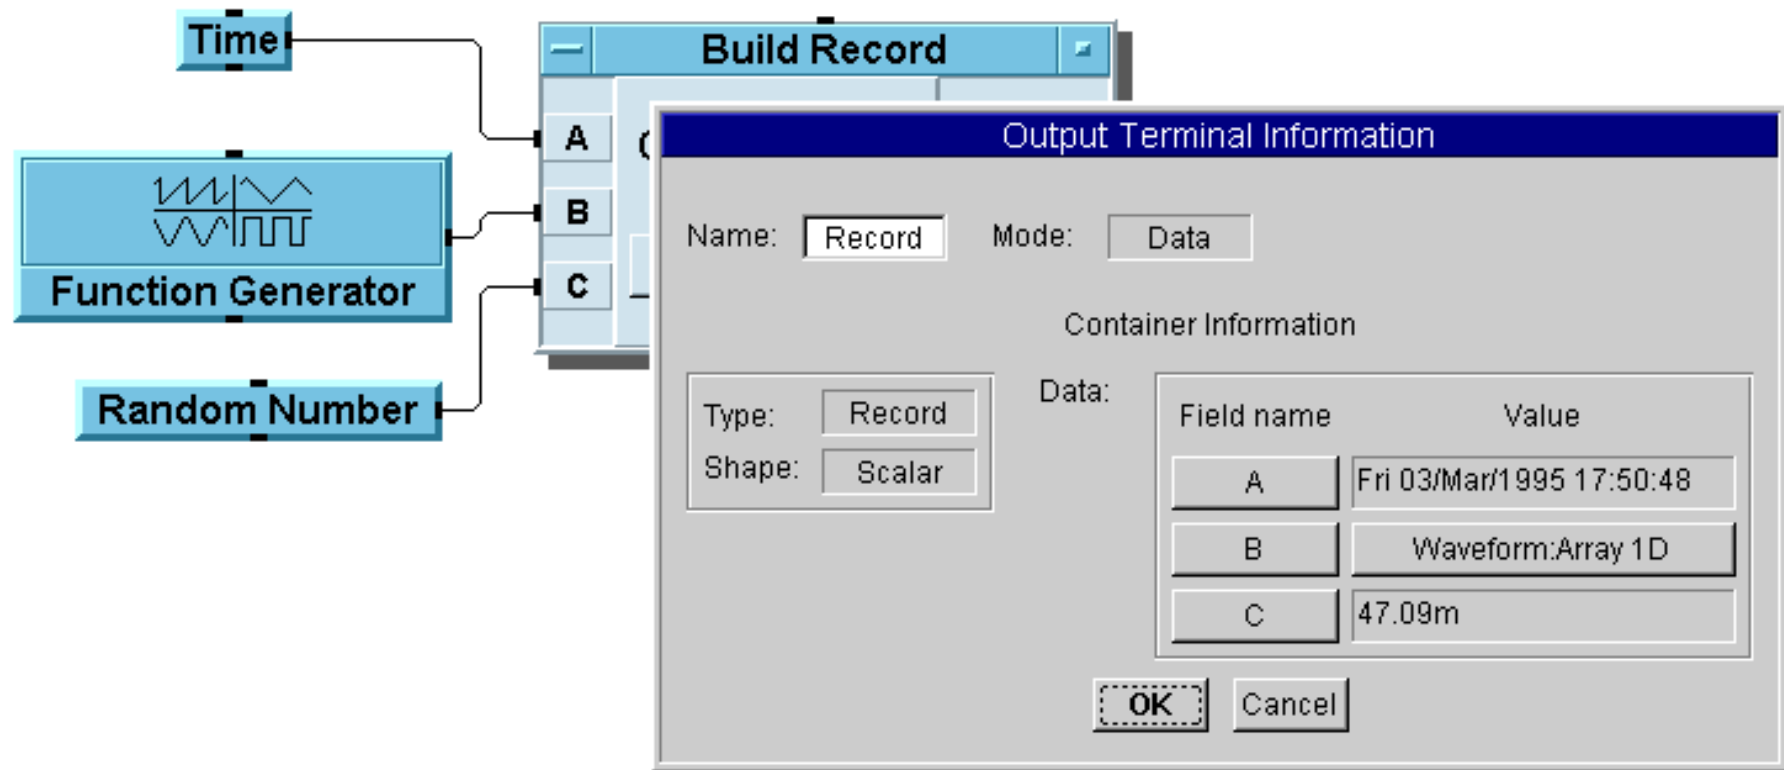 Time
Build Record
A
B
C
Function Generator
Random Number
Output Terminal Information
Name: Record Mode: Data
Container Information
Type: Record
Shape: Scalar
Data:
Field name Value
A Fri 03/Mar/1995 17:50:48
B Waveform:Array 1D
C 47.09m
OK Cancel